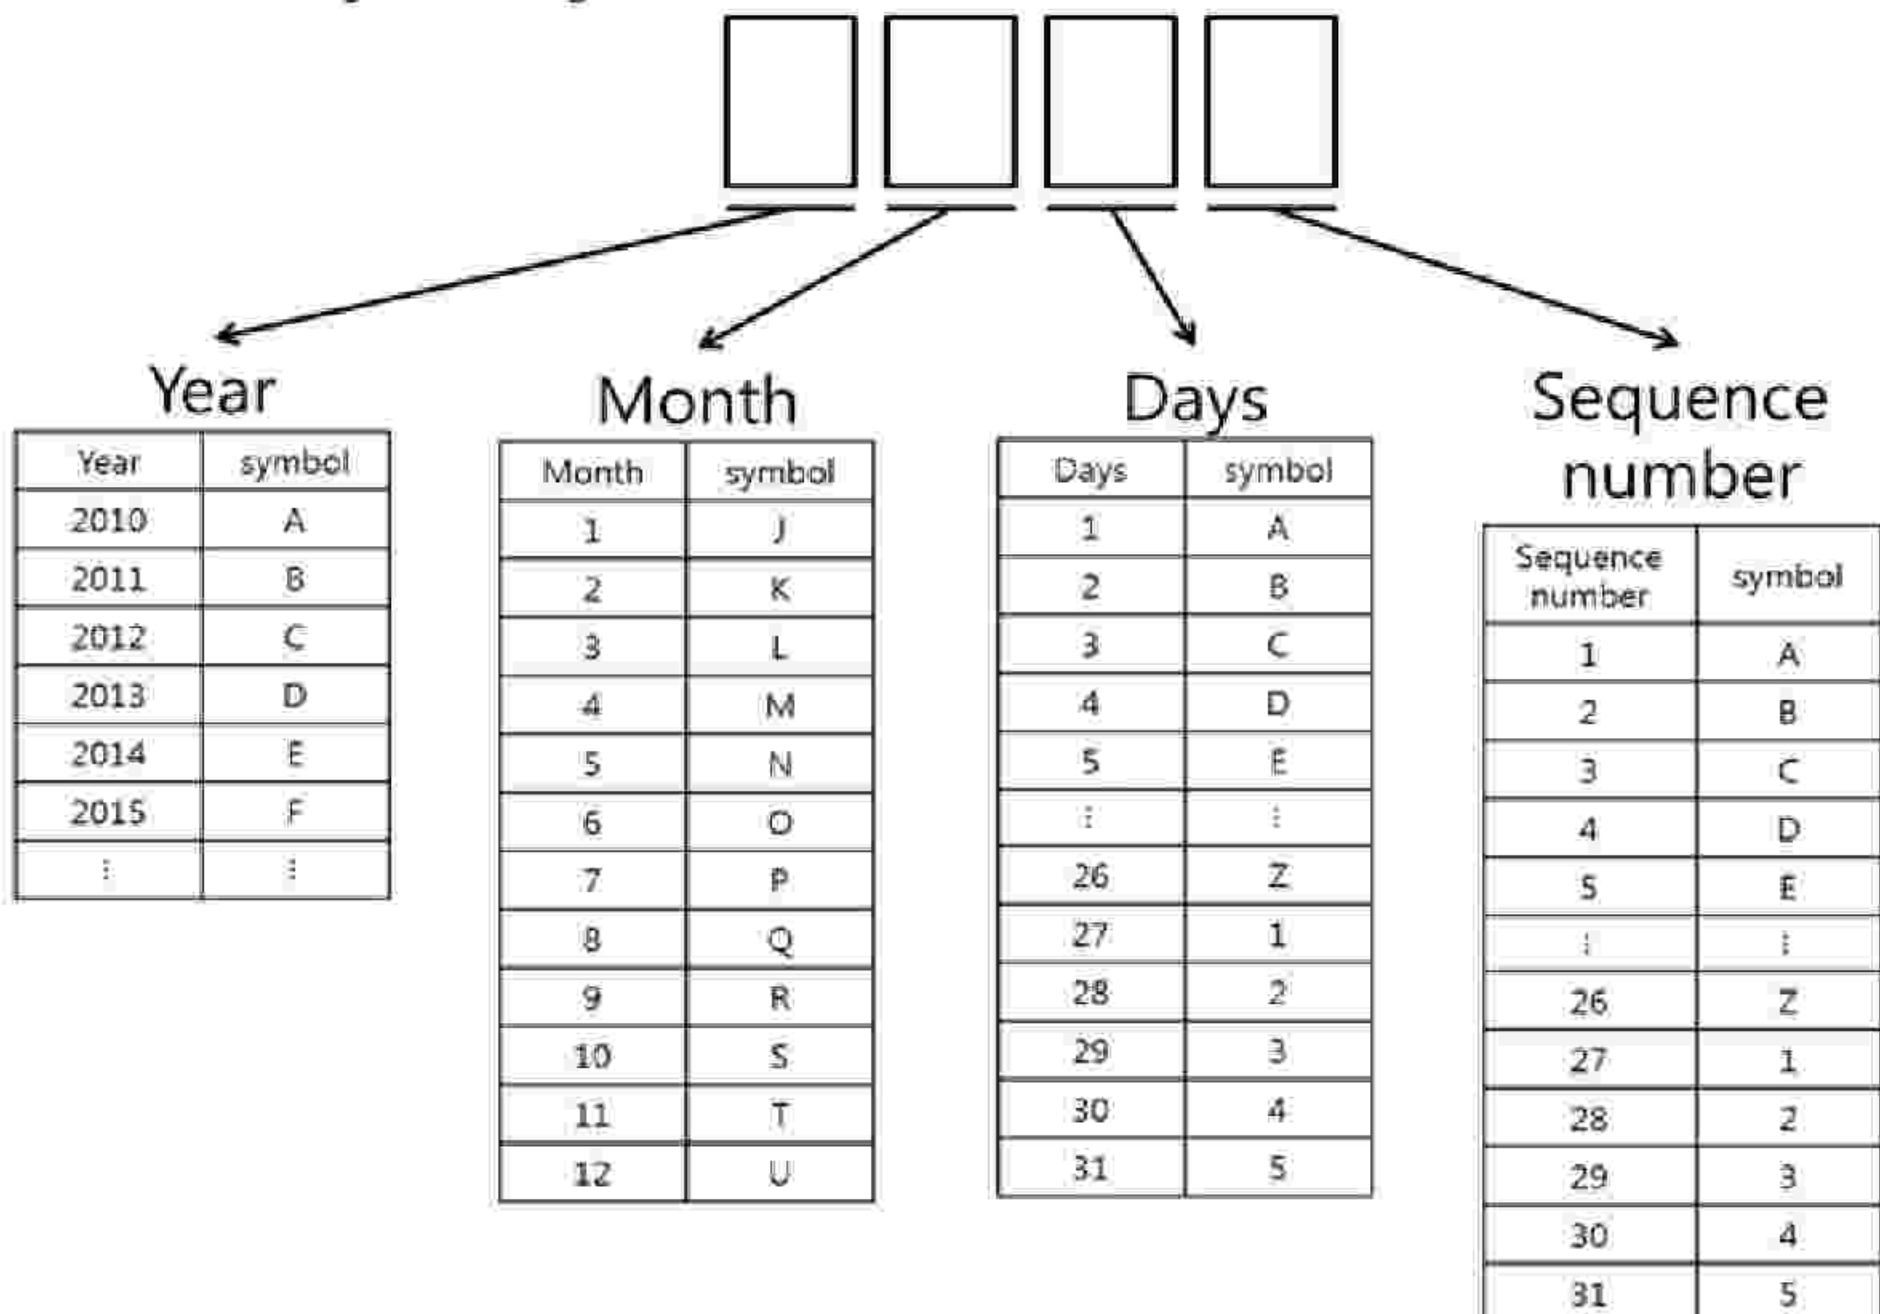 Year
Year symbol
2010 A
2011 B
2012 C
2013 D
2014 E
2015 F
⋮ ⋮
Month
Month symbol
1 J
2 K
3 L
4 M
5 N
6 O
7 P
8 Q
9 R
10 S
11 T
12 U
Days
Days symbol
1 A
2 B
3 C
4 D
5 E
⋮ ⋮
26 Z
27 1
28 2
29 3
30 4
31 5
Sequence
number
Sequence
number symbol
1 A
2 B
3 C
4 D
5 E
⋮ ⋮
26 Z
27 1
28 2
29 3
30 4
31 5